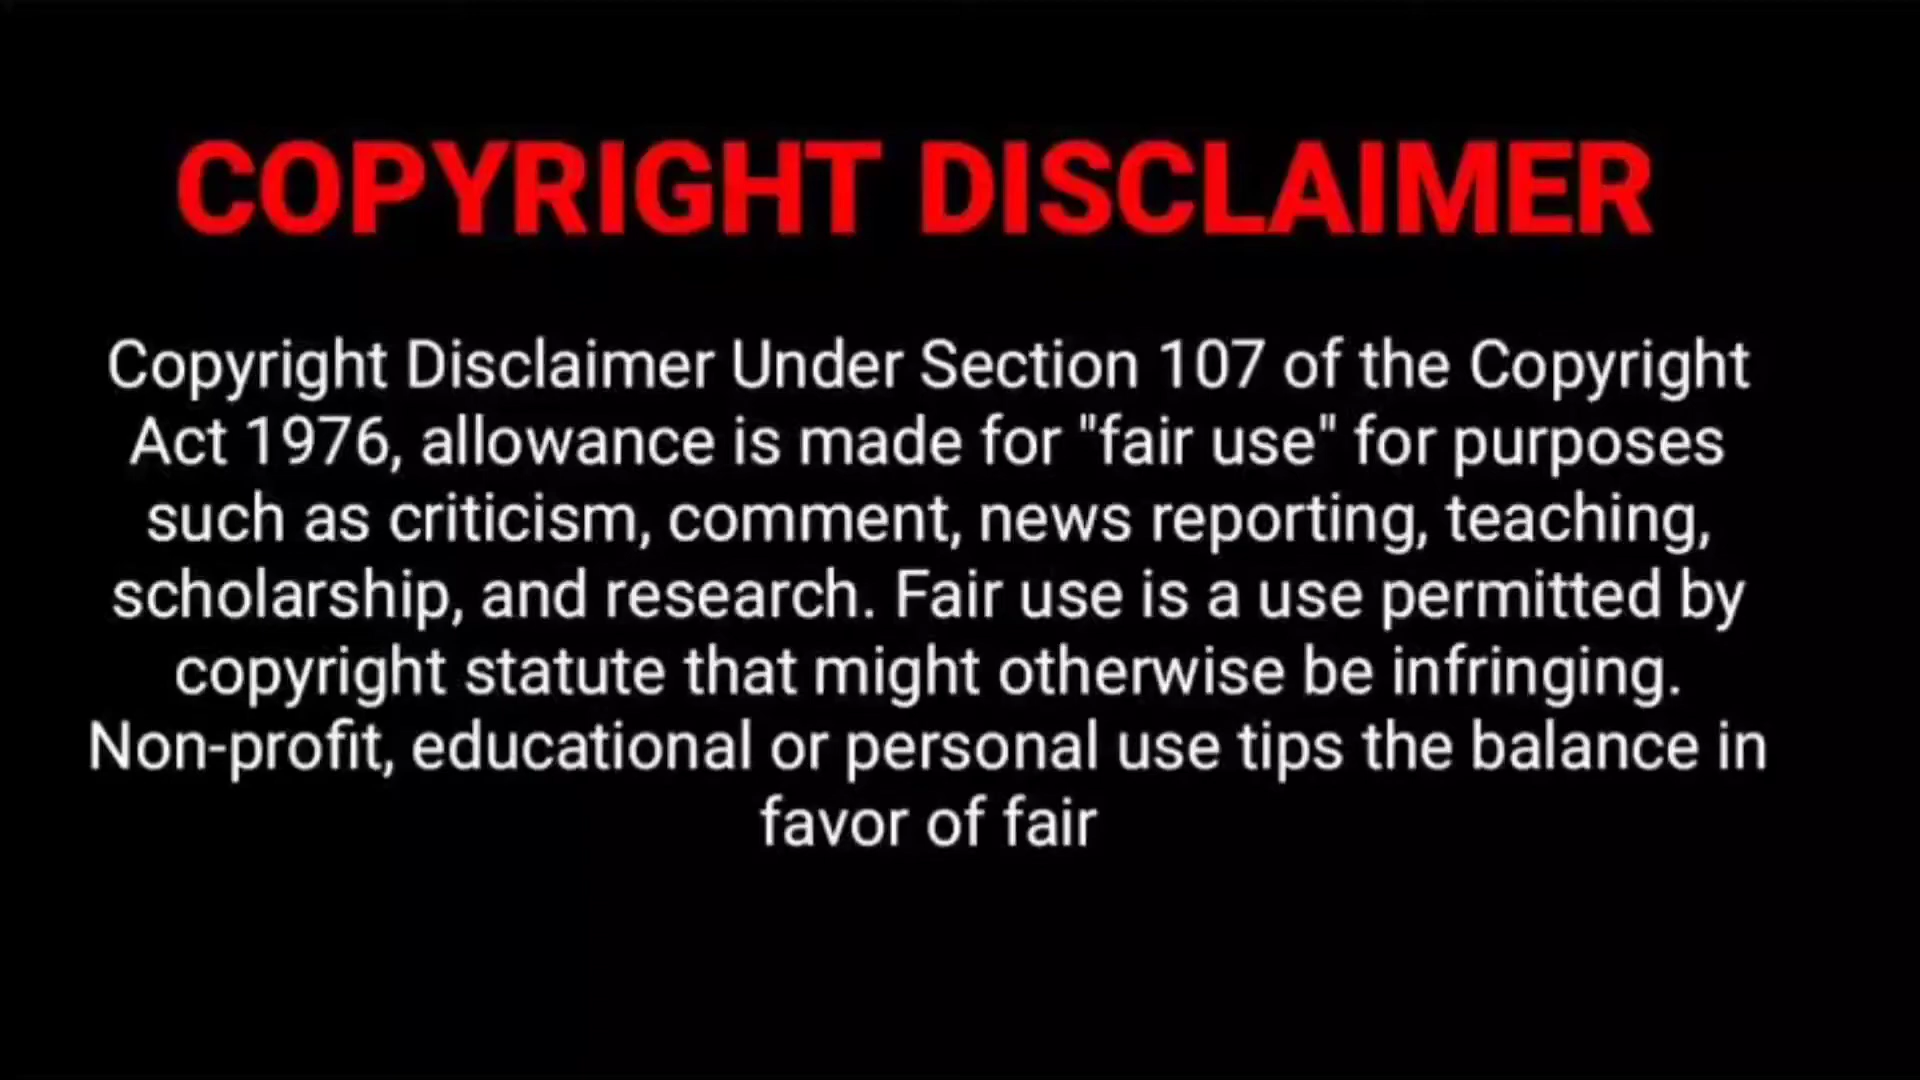 COPYRIGHT DISCLAIMER
Copyright Disclaimer Under Section 107 of the Copyright
Act 1976, allowance is made for "fair use" for purposes
such as criticism, comment, news reporting, teaching,
scholarship, and research. Fair use is a use permitted by
copyright statute that might otherwise be infringing.
Non-profit, educational or personal use tips the balance in
favor of fair